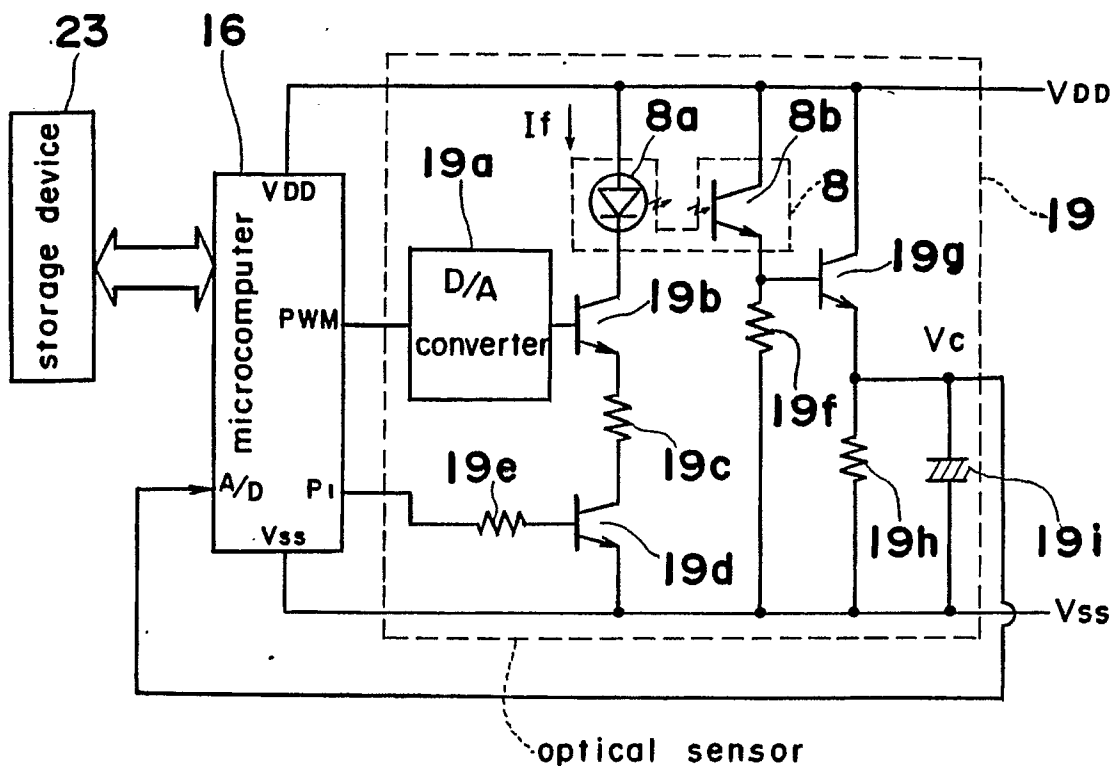 23
16
storage device
microcomputer
VDD
PWM
A/D
P1
Vss
19a
D/A
converter
If
8a
8b
8
VDD
19
19b
19g
19c
19f
Vc
19e
19d
19h
19i
Vss
optical sensor